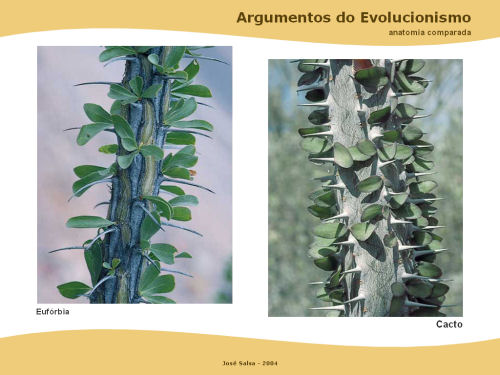 Argumentos do Evolucionismo
anatomia comparada
Eufórbia
Cacto
José Salsa - 2004